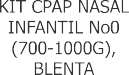 KIT CPAP NASAL
INFANTIL No0
(700-1000G),
BLENTA